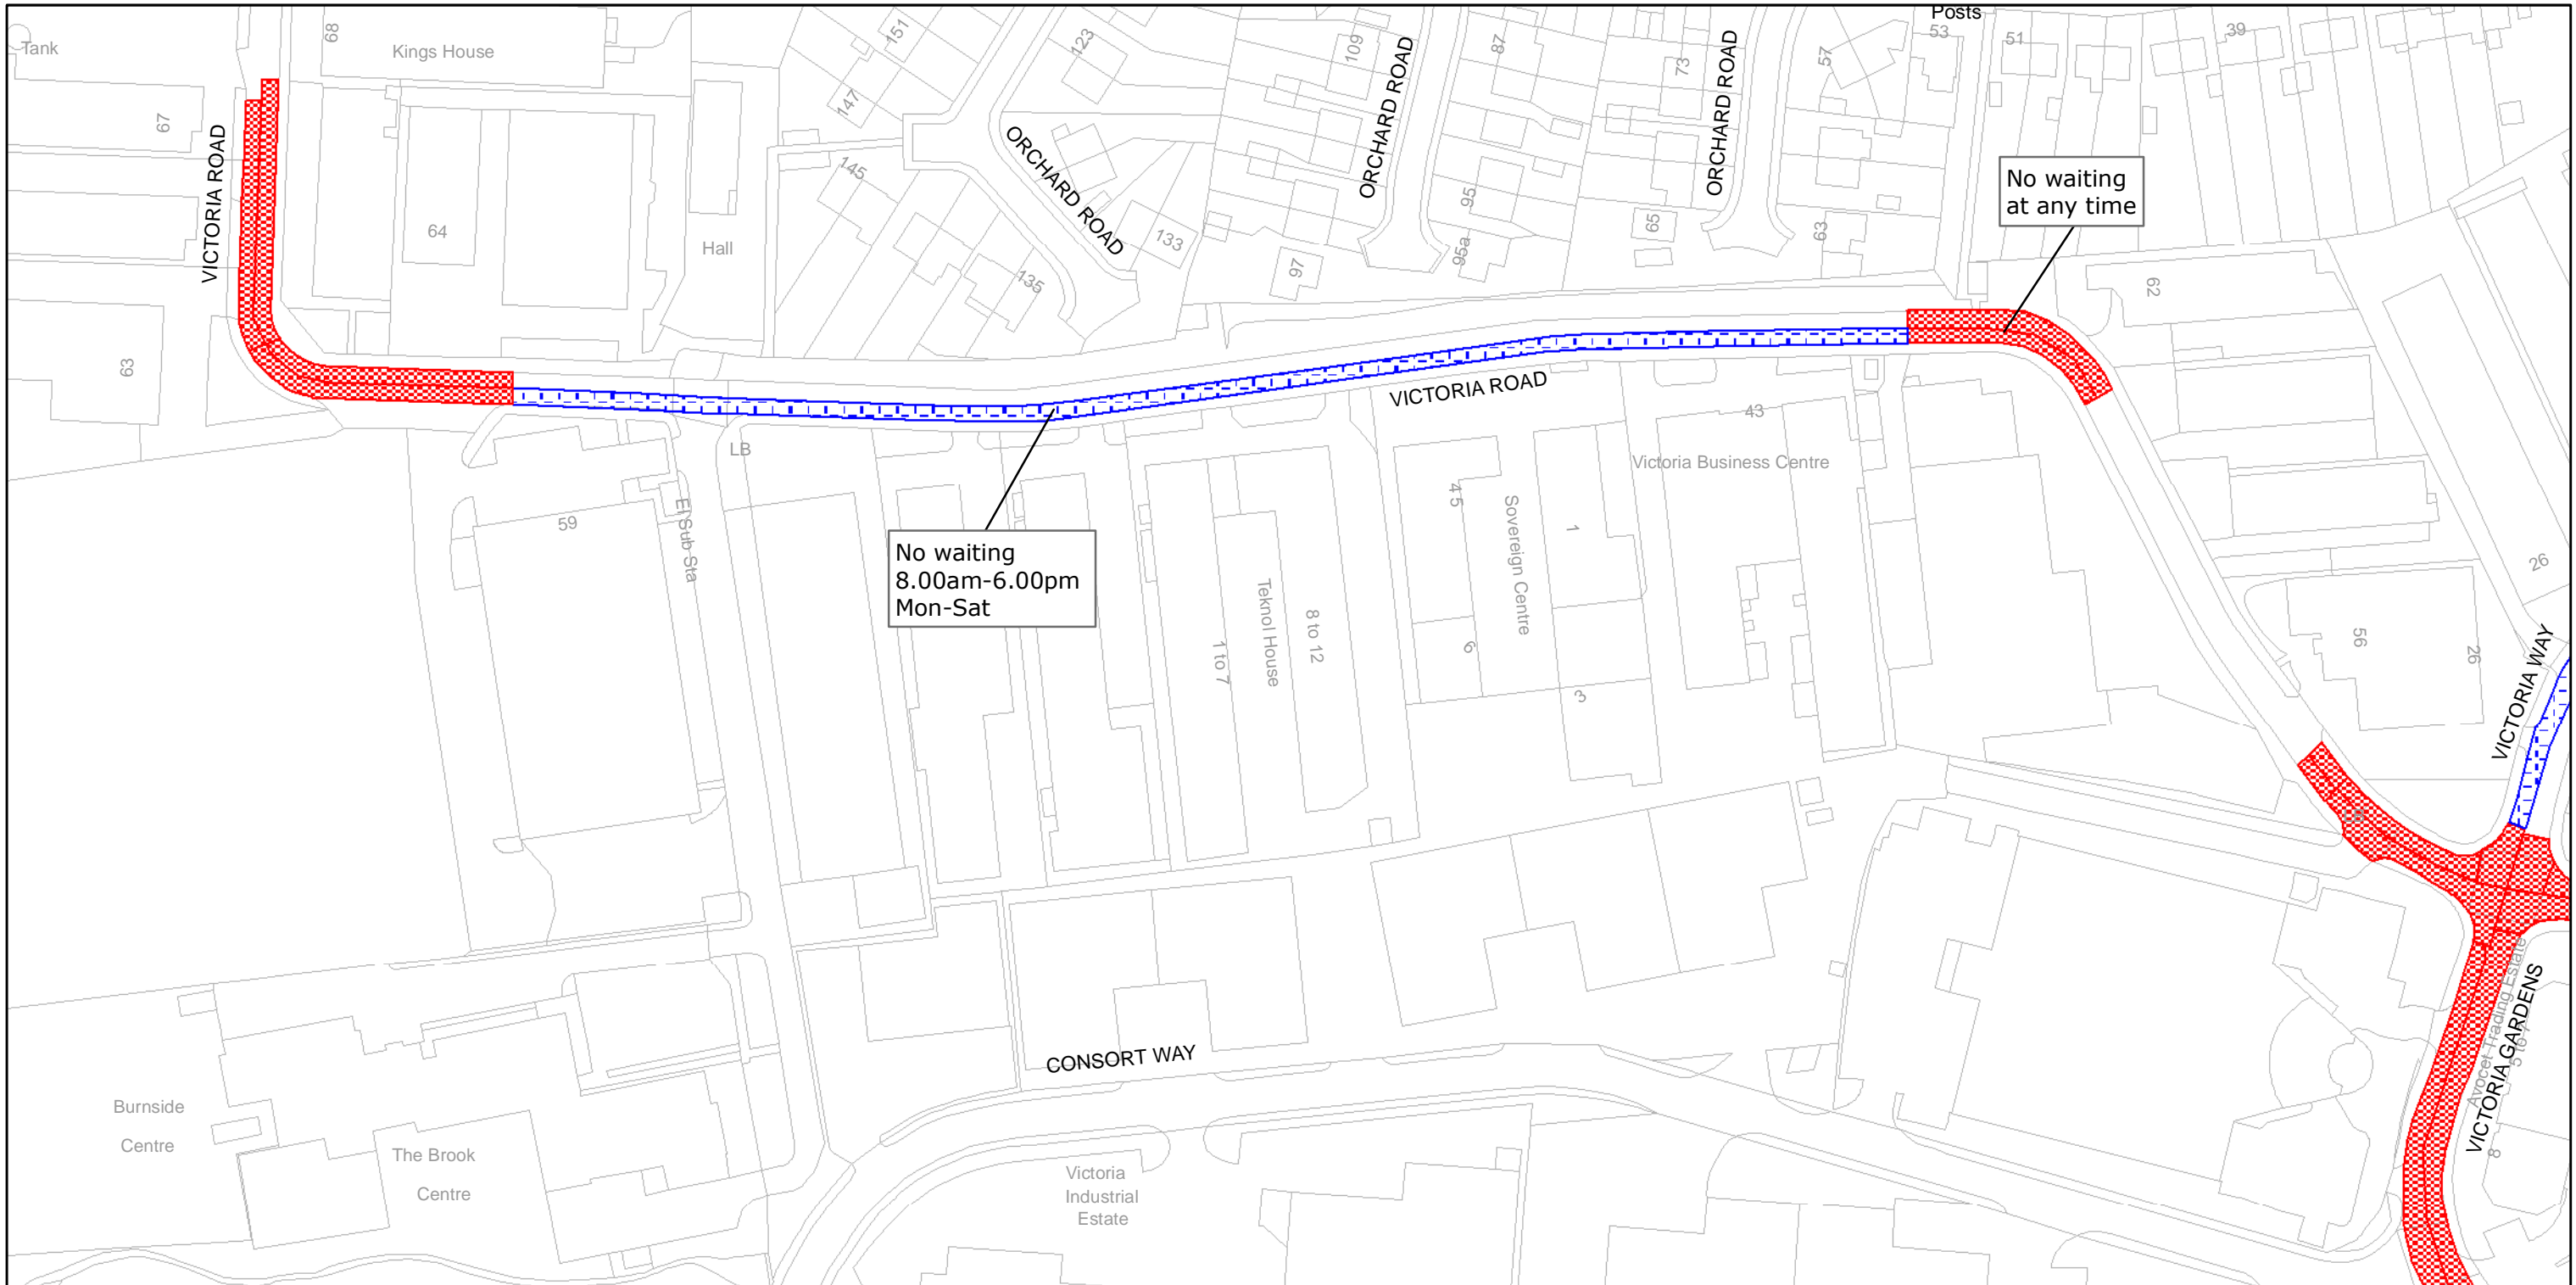 Posts
Tank
68
Kings House
151
123
109
ORCHARD ROAD
87
73
ORCHARD ROAD
57
53
51
39
67
VICTORIA ROAD
147
ORCHARD ROAD
145
64
Hall
133
135
97
95
95a
65
63
No waiting
at any time
62
63
VICTORIA ROAD
43
LB
Victoria Business Centre
59
El Sub Sta
No waiting
8.00am-6.00pm
Mon-Sat
4 5
Sovereign Centre
1
Teknol House
8 to 12
1 to 7
6
3
26
56
26
VICTORIA WAY
CONSORT WAY
Avocet Trading Estate
VICTORIA GARDENS
8
Burnside
Centre
The Brook
Centre
Victoria
Industrial
Estate